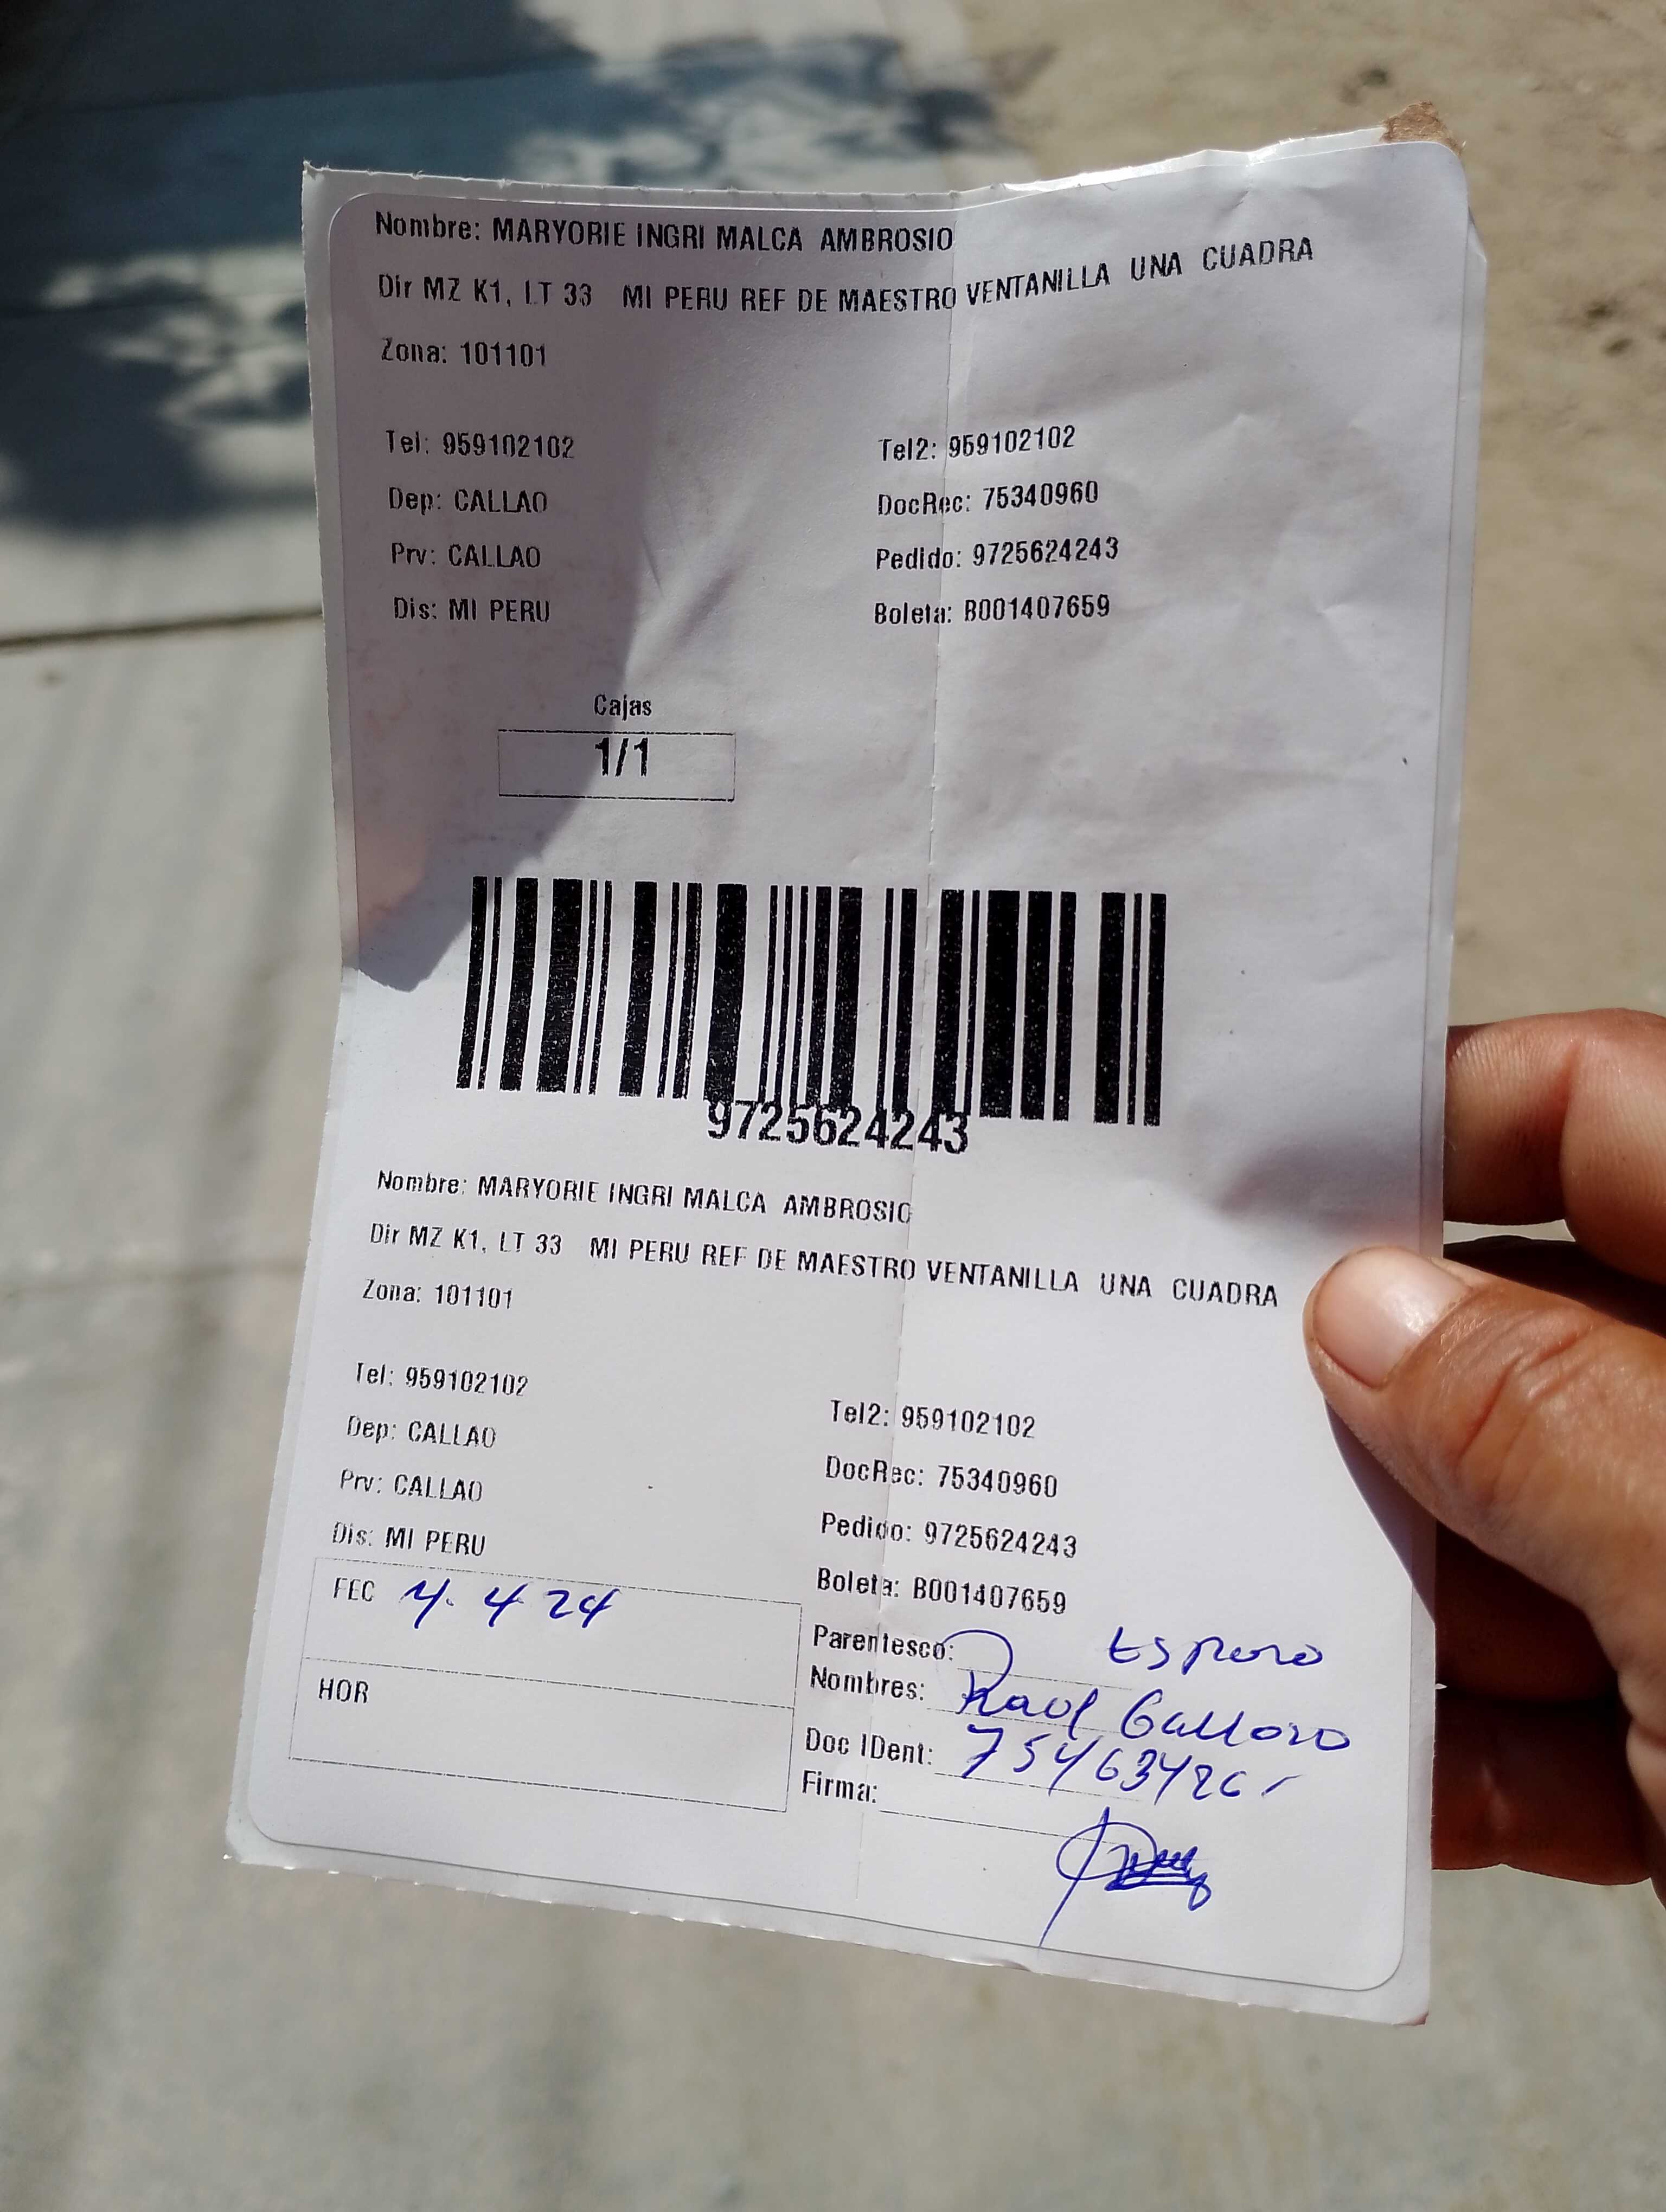 Nombre: MARYORIE INGRI MALCA AMBROSIO
Dir MZ K1, LT 33 MI PERU REF DE MAESTRO VENTANILLA UNA CUADRA
Zona: 101101
Tel: 959102102 Tel2: 959102102
Dep: CALLAO DocRec: 75340960
Prv: CALLAO Pedido: 9725624243
Dis: MI PERU Boleta: B001407659
Cajas
1/1
9725624243
Nombre: MARYORIE INGRI MALCA AMBROSIO
Dir MZ K1, LT 33 MI PERU REF DE MAESTRO VENTANILLA UNA CUADRA
Zona: 101101
Tel: 959102102 Tel2: 959102102
Dep: CALLAO DocRec: 75340960
Prv: CALLAO Pedido: 9725624243
Dis: MI PERU Boleta: B001407659
FEC 4 24
Parentesco:
Nombres: Raul
HOR
Doc IDent:
Firma: